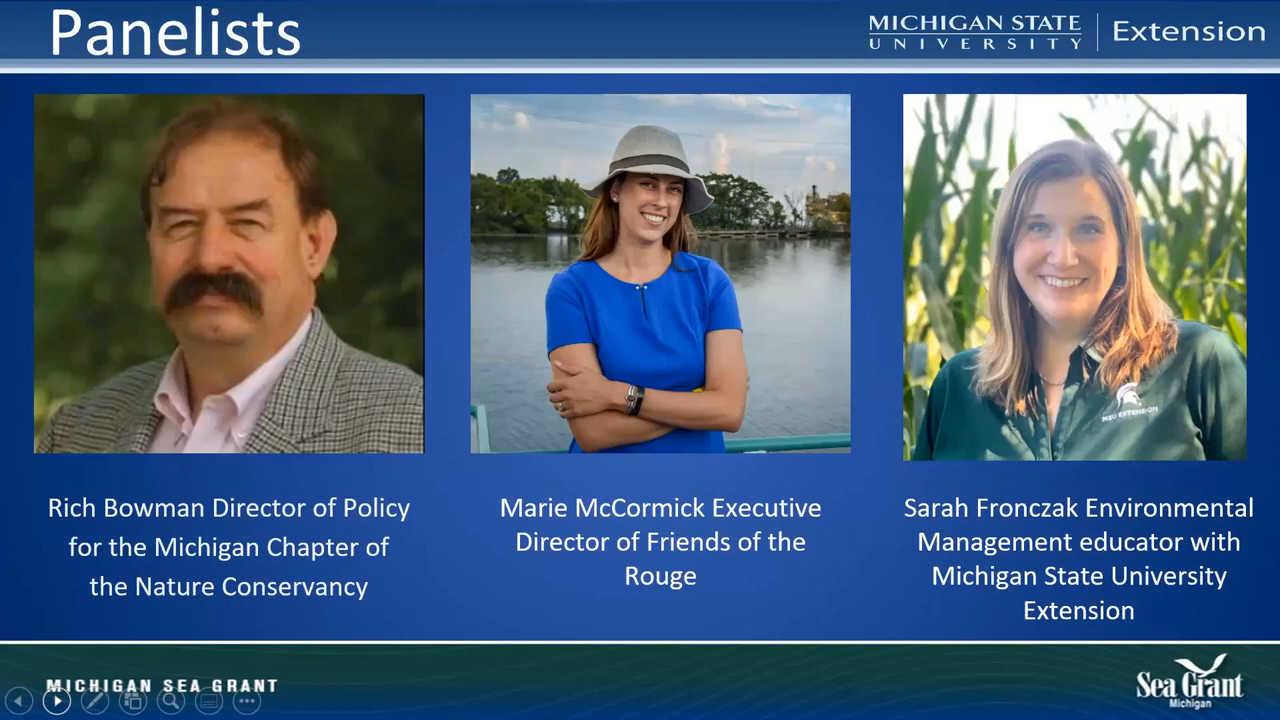 Panelists
MICHIGAN STATE
UNIVERSITY
Extension
MSU EXTENSION
Rich Bowman Director of Policy
for the Michigan Chapter of
the Nature Conservancy
Marie McCormick Executive
Director of Friends of the
Rouge
Sarah Fronczak Environmental
Management educator with
Michigan State University
Extension
MICHIGAN SEA GRANT
Sea Grant
Michigan